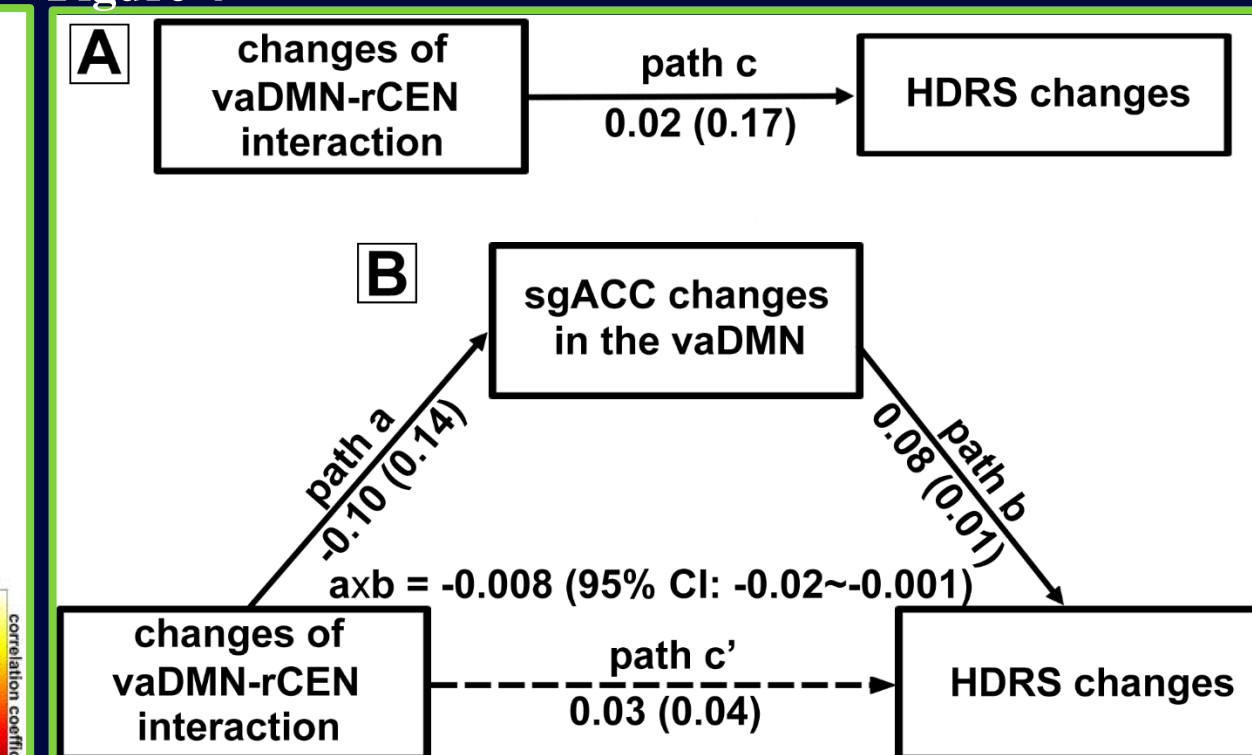 A
changes of
vaDMN-rCEN
interaction
path c
0.02 (0.17)
HDRS changes
B
sgACC changes
in the vaDMN
path a
-0.10 (0.14)
path b
0.08 (0.01)
axb = -0.008 (95% CI: -0.02~-0.001)
changes of
vaDMN-rCEN
interaction
path c’
0.03 (0.04)
HDRS changes
correlation